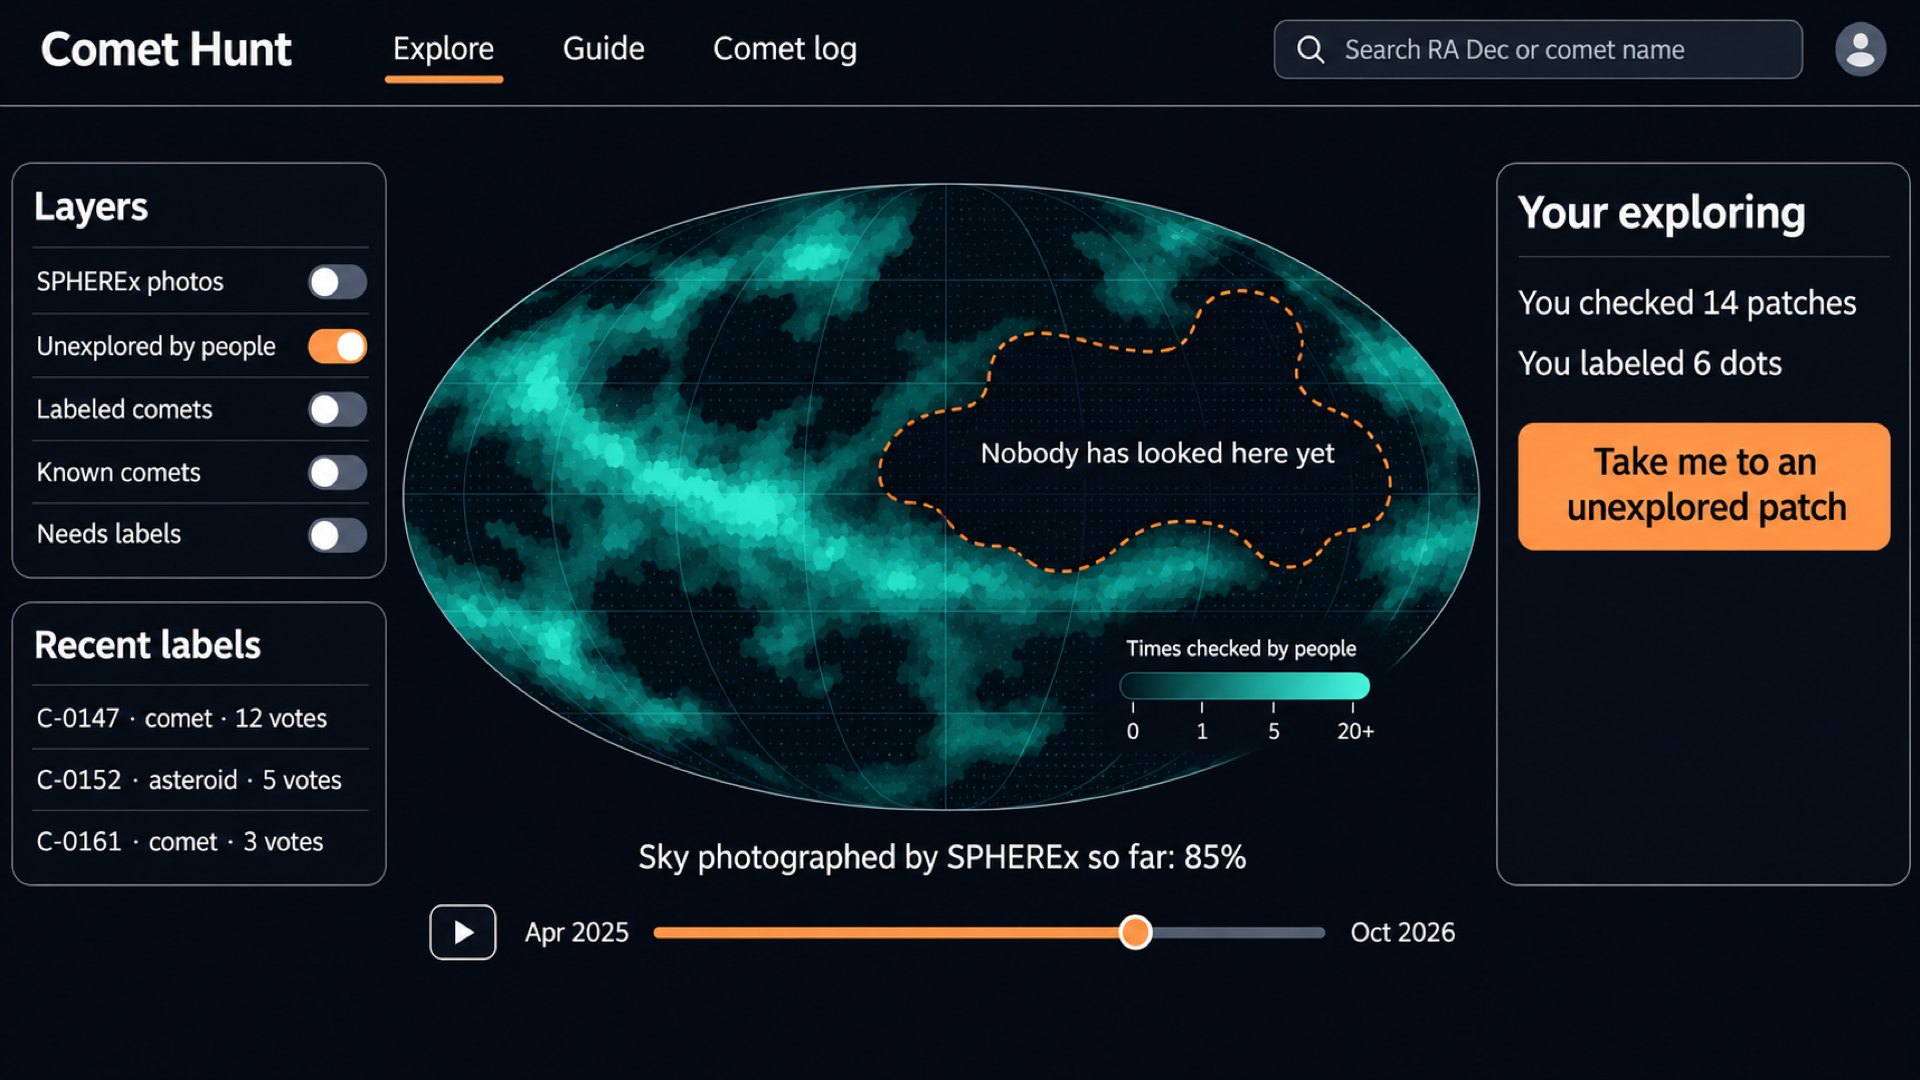 Comet Hunt
Explore
Guide
Comet log
Search RA Dec or comet name
Layers
SPHEREx photos
Unexplored by people
Labeled comets
Known comets
Needs labels
Recent labels
C-0147 · comet · 12 votes
C-0152 · asteroid · 5 votes
C-0161 · comet · 3 votes
Nobody has looked here yet
Times checked by people
0 1 5 20+
Sky photographed by SPHEREx so far: 85%
Apr 2025
Oct 2026
Your exploring
You checked 14 patches
You labeled 6 dots
Take me to an
unexplored patch